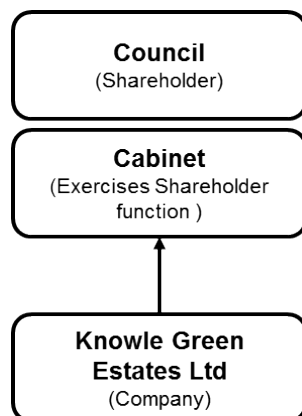 Council
(Shareholder)
Cabinet
(Exercises Shareholder
function )
Knowle Green
Estates Ltd
(Company)